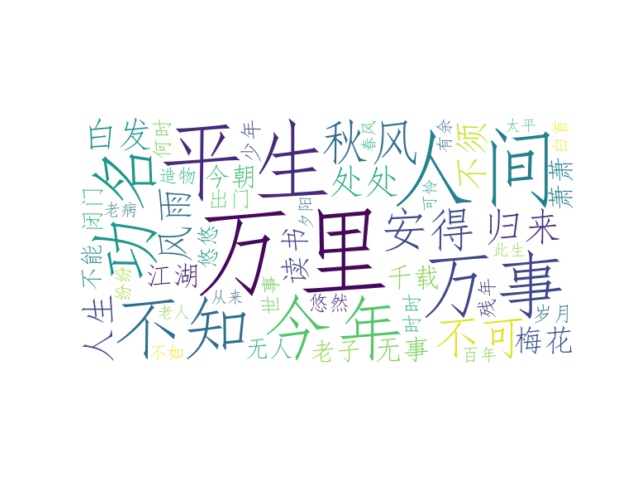 白发
何时
平生
少年
秋风
春风
人间
有余
不须
太平
白首
萧萧
功名
造物
今朝
出门
处处
可怜
闭门
老病
风雨
夕阳
不能
纷纷
悠悠
万里
读书
安得
归来
此生
江湖
从来
世事
悠然
千载
万事
残年
岁月
人生
不知
老人
不如
今年
时时
不可
梅花
无人
老子
无事
百年